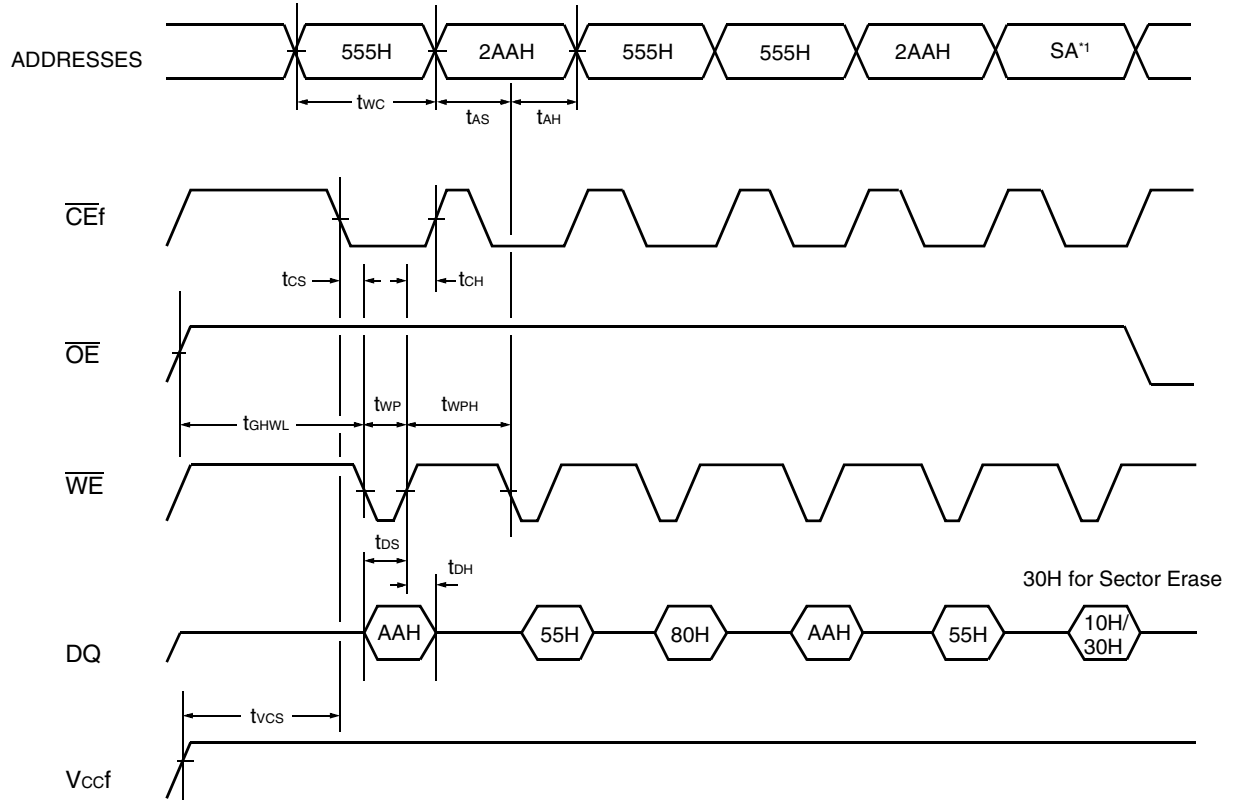 ADDRESSES 555H 2AAH 555H 555H 2AAH SA*1
tWC tAS tAH
CEf
tCS tCH
OE
tGHWL tWP tWPH
WE
tDS
tDH
30H for Sector Erase
DQ AAH 55H 80H AAH 55H 10H/
30H
tVCS
VCCf